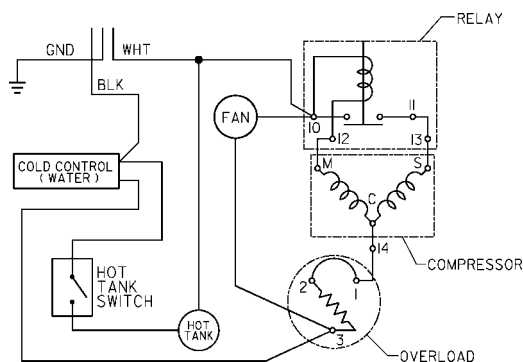 RELAY
GND
WHT
BLK
FAN
10
11
12
13
M
S
C
COLD CONTROL
(WATER)
14
COMPRESSOR
HOT
TANK
SWITCH
2
1
HOT
TANK
3
OVERLOAD